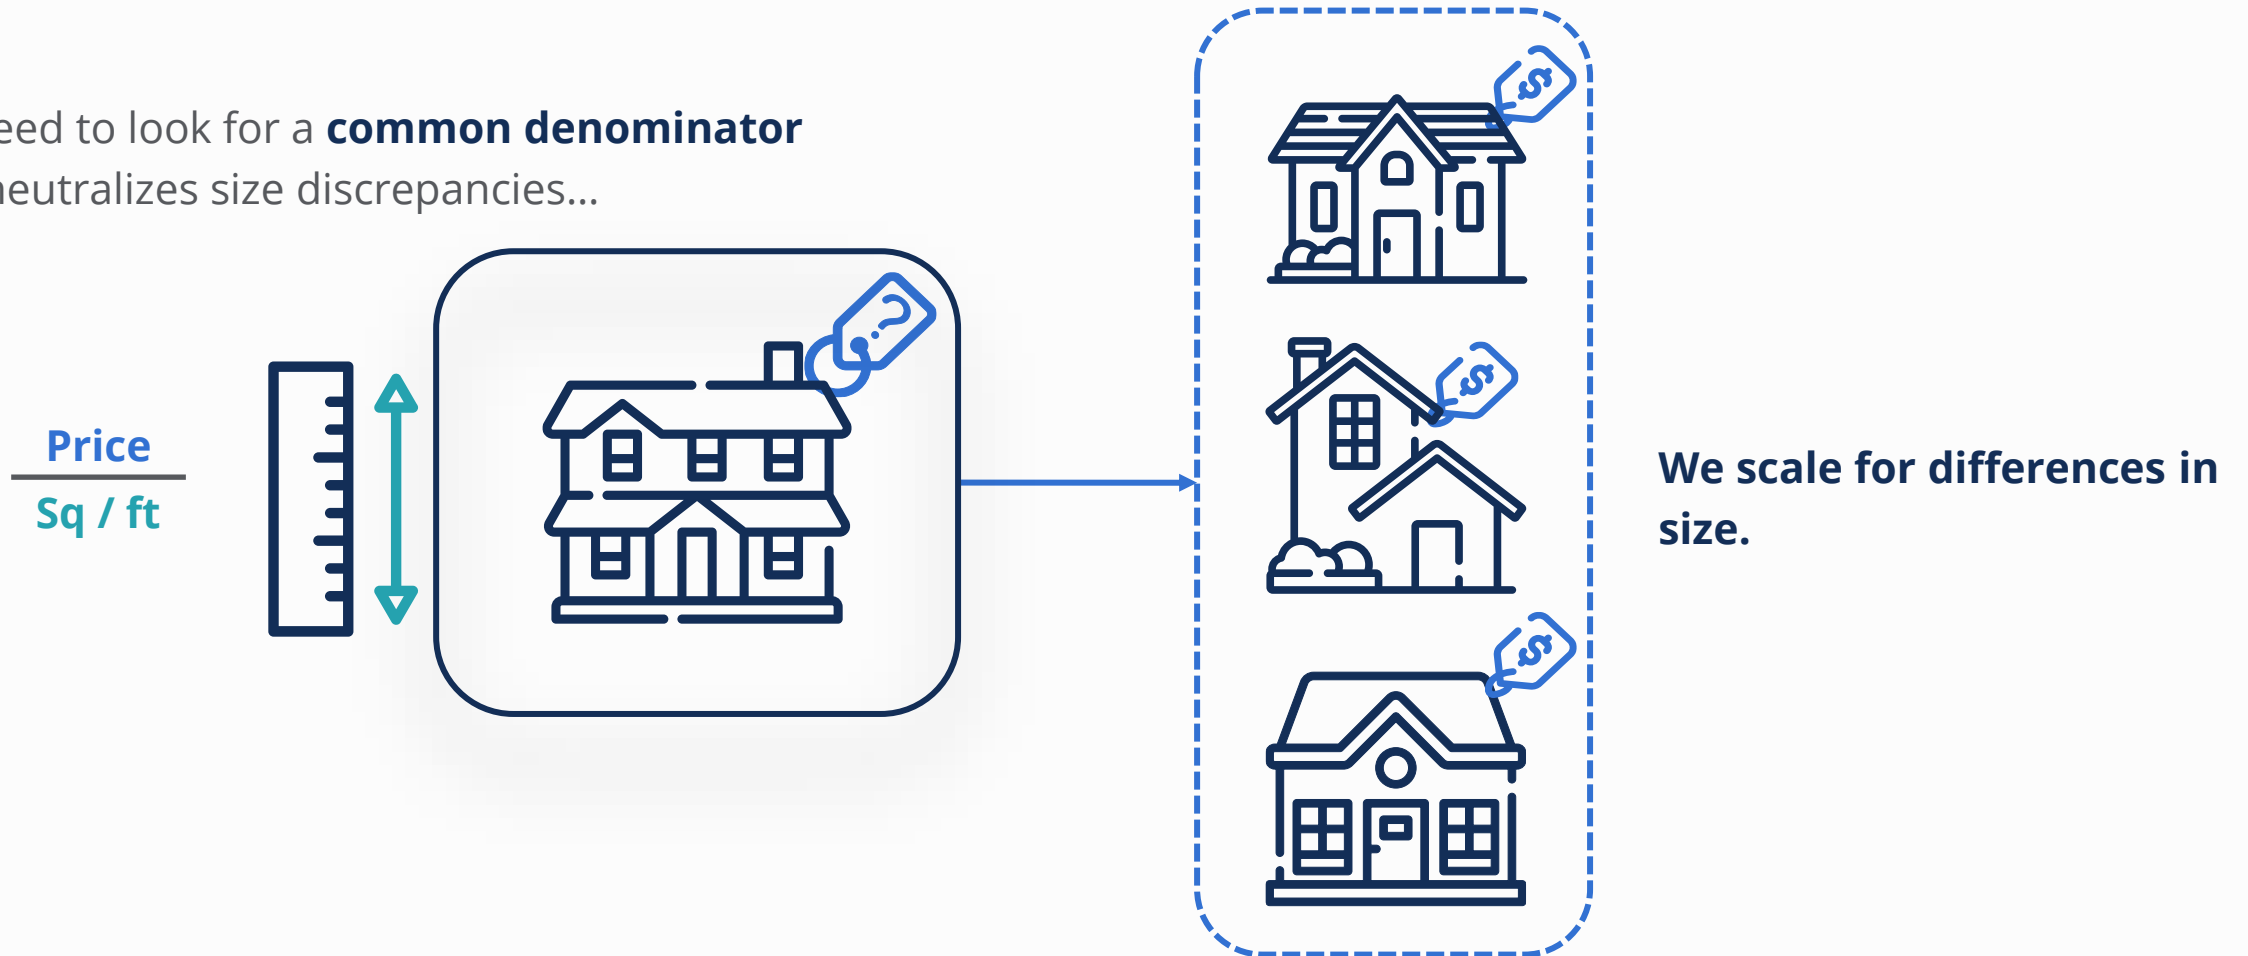 eed to look for a common denominator
neutralizes size discrepancies...
Price
Sq / ft
?
$
$
We scale for differences in
size.
$